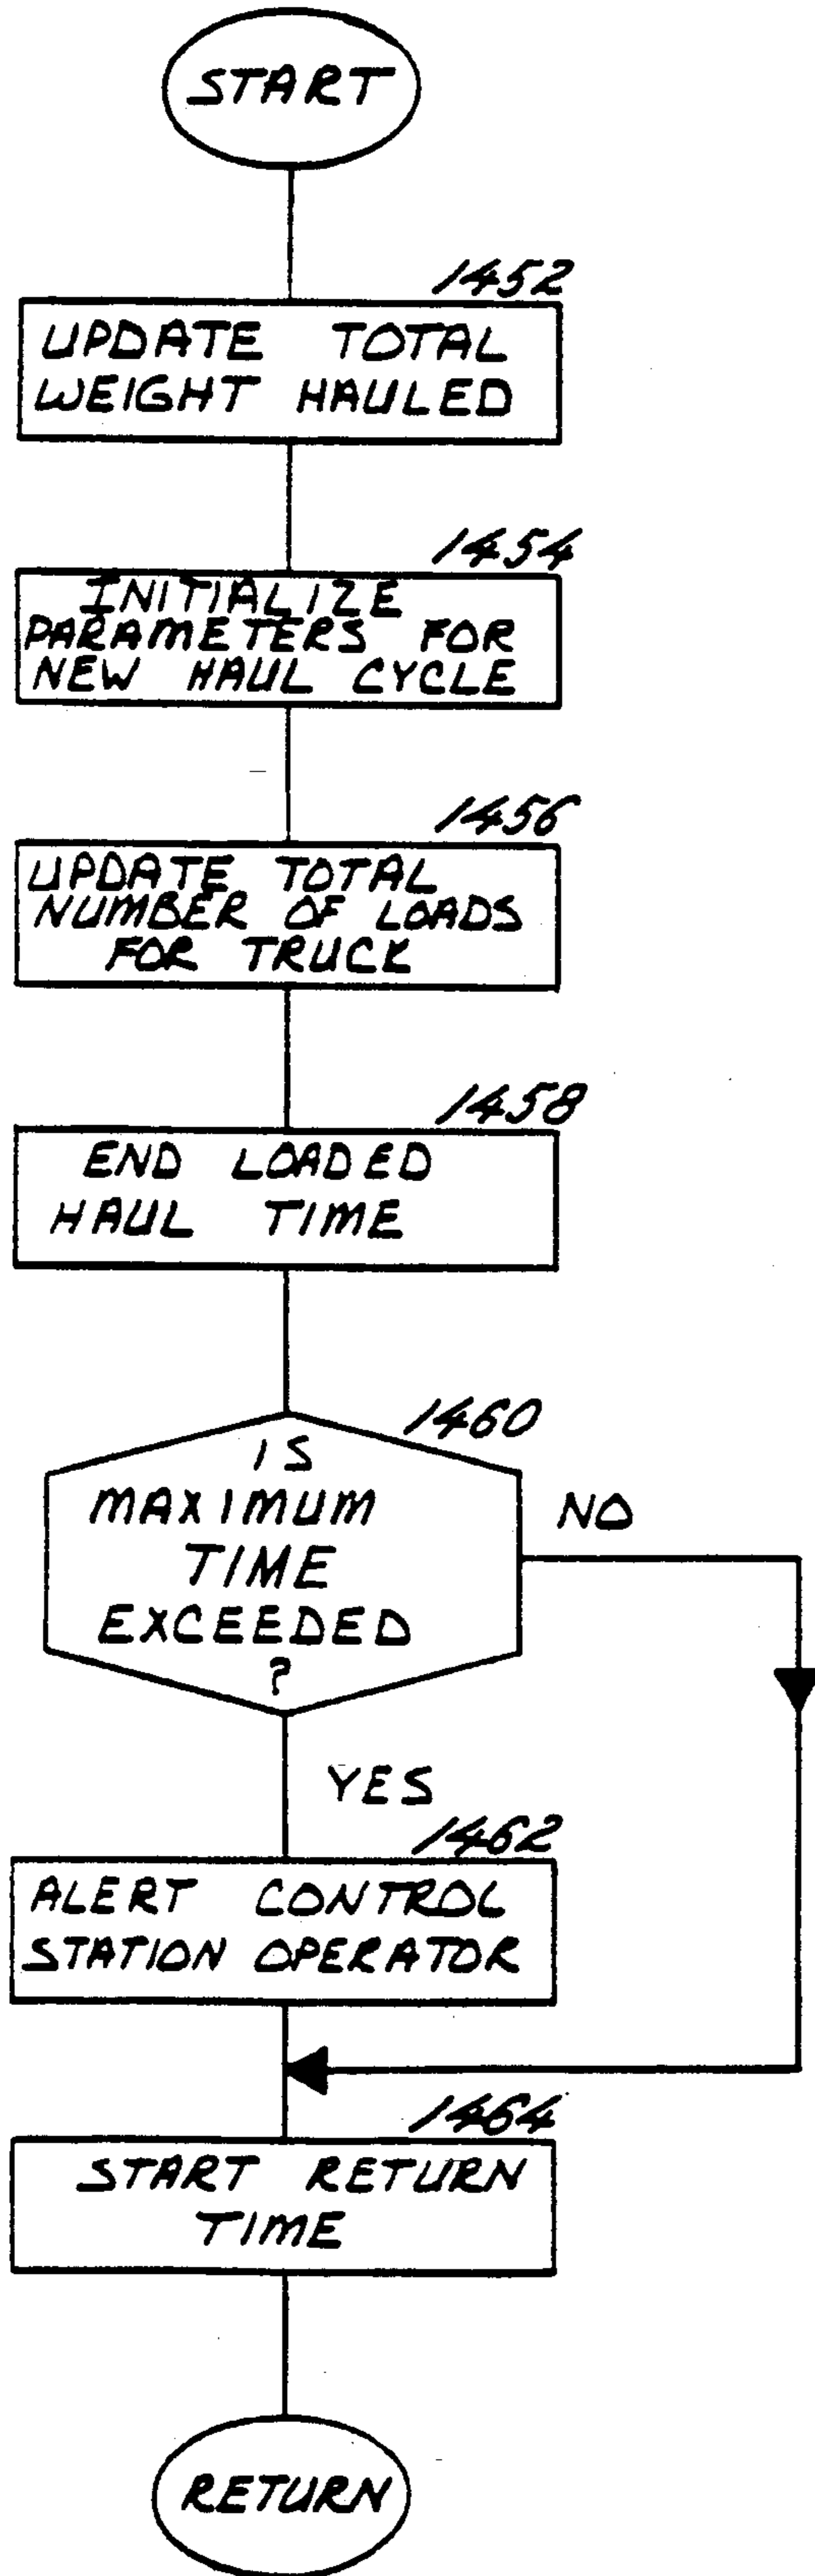 START
1452
UPDATE TOTAL
WEIGHT HAULED
1454
INITIALIZE
PARAMETERS FOR
NEW HAUL CYCLE
1456
UPDATE TOTAL
NUMBER OF LOADS
FOR TRUCK
1458
END LOADED
HAUL TIME
1460
IS
MAXIMUM
TIME
EXCEEDED
?
NO
YES
1462
ALERT CONTROL
STATION OPERATOR
1464
START RETURN
TIME
RETURN